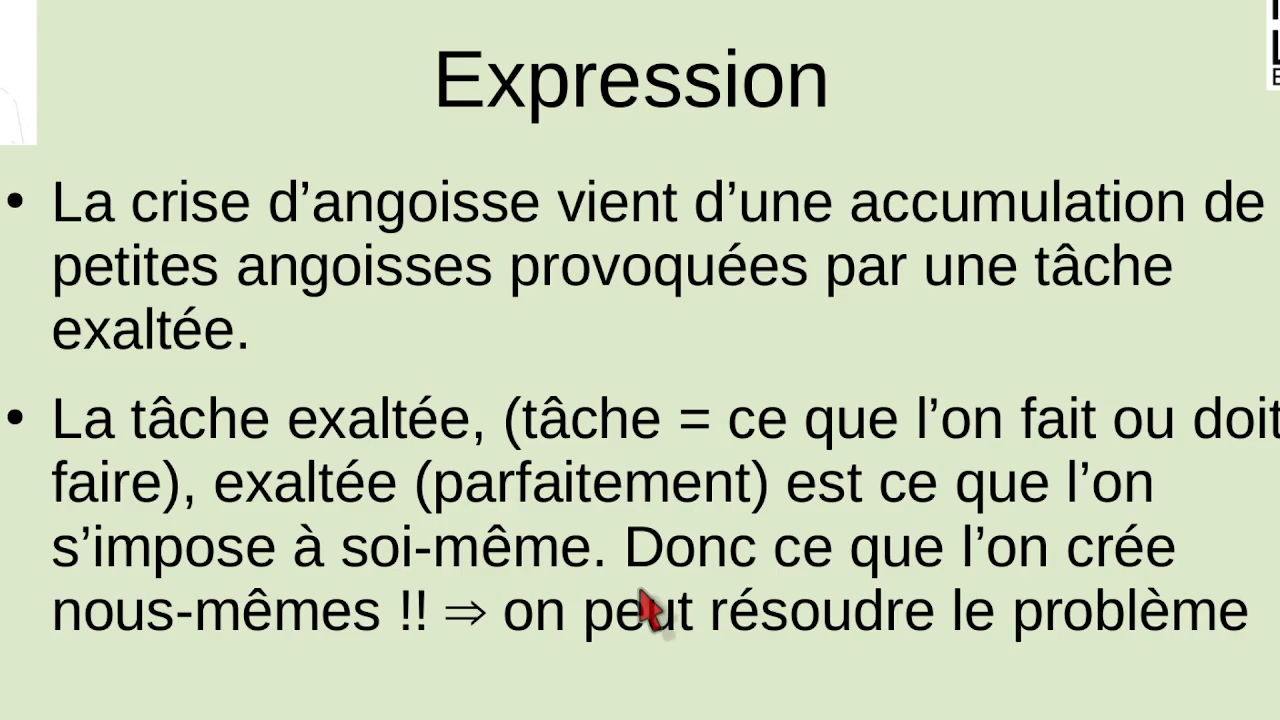 Expression
• La crise d’angoisse vient d’une accumulation de
petites angoisses provoquées par une tâche
exaltée.
• La tâche exaltée, (tâche = ce que l’on fait ou doit
faire), exaltée (parfaitement) est ce que l’on
s’impose à soi-même. Donc ce que l’on crée
nous-mêmes !! ⇒ on peut résoudre le problème